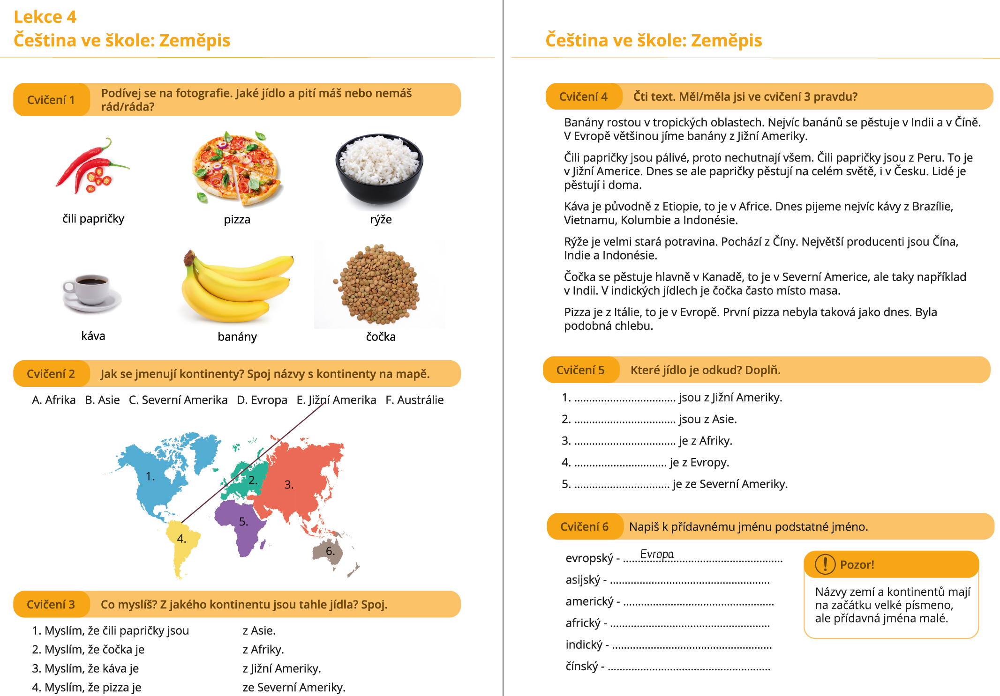 Lekce 4
Čeština ve škole: Zeměpis
Cvičení 1
Podívej se na fotografie. Jaké jídlo a pití máš nebo nemáš
rád/ráda?
čili papričky
pizza
rýže
káva
banány
čočka
Cvičení 2
Jak se jmenují kontinenty? Spoj názvy s kontinenty na mapě.
A. Afrika B. Asie C. Severní Amerika D. Evropa E. Jižní Amerika F. Austrálie
1.
2.
3.
4.
5.
6.
Cvičení 3
Co myslíš? Z jakého kontinentu jsou tahle jídla? Spoj.
1. Myslím, že čili papričky jsou
z Asie.
2. Myslím, že čočka je
z Afriky.
3. Myslím, že káva je
z Jižní Ameriky.
4. Myslím, že pizza je
ze Severní Ameriky.
Čeština ve škole: Zeměpis
Cvičení 4
Čti text. Měl/měla jsi ve cvičení 3 pravdu?
Banány rostou v tropických oblastech. Nejvíc banánů se pěstuje v Indii a v Číně.
V Evropě většinou jíme banány z Jižní Ameriky.
Čili papričky jsou pálivé, proto nechutnají všem. Čili papričky jsou z Peru. To je
v Jižní Americe. Dnes se ale papričky pěstují na celém světě, i v Česku. Lidé je
pěstují i doma.
Káva je původně z Etiopie, to je v Africe. Dnes pijeme nejvíc kávy z Brazílie,
Vietnamu, Kolumbie a Indonésie.
Rýže je velmi stará potravina. Pochází z Číny. Největší producenti jsou Čína,
Indie a Indonésie.
Čočka se pěstuje hlavně v Kanadě, to je v Severní Americe, ale taky například
v Indii. V indických jídlech je čočka často místo masa.
Pizza je z Itálie, to je v Evropě. První pizza nebyla taková jako dnes. Byla
podobná chlebu.
Cvičení 5
Které jídlo je odkud? Doplň.
1. .................................. jsou z Jižní Ameriky.
2. .................................. jsou z Asie.
3. .................................. je z Afriky.
4. ............................... je z Evropy.
5. ................................ je ze Severní Ameriky.
Cvičení 6
Napiš k přídavnému jménu podstatné jméno.
evropský - ..... Evropa .....................................
asijský - ......................................................
americký - ...................................................
africký - ......................................................
indický - ......................................................
čínský - .......................................................
! Pozor!
Názvy zemí a kontinentů mají
na začátku velké písmeno,
ale přídavná jména malé.